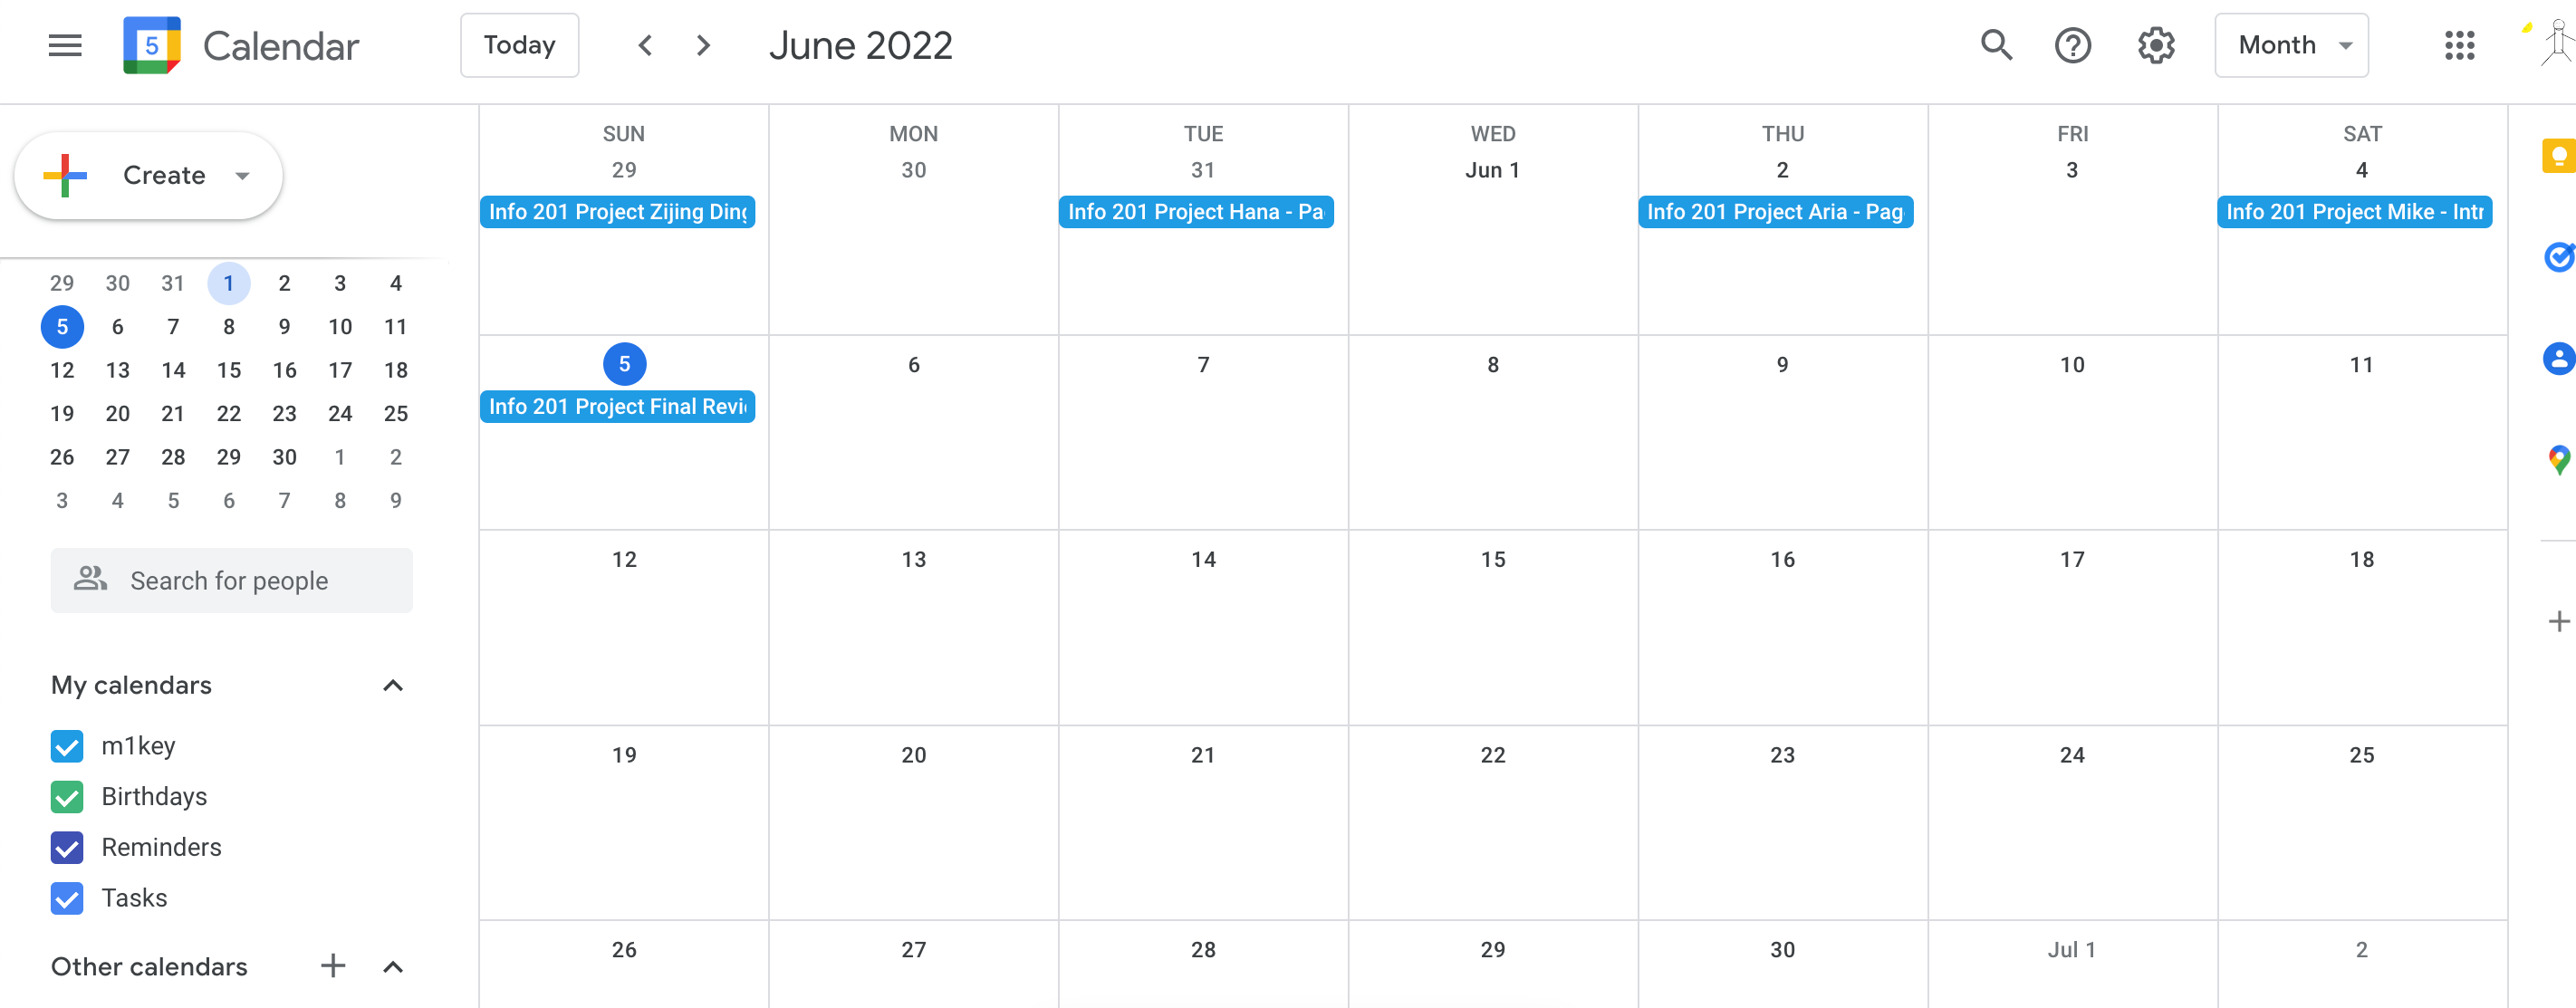 5 Calendar Today June 2022 Month
Create
SUN MON TUE WED THU FRI SAT
29 30 31 Jun 1 2 3 4
Info 201 Project Zijing Info 201 Project Hana - Info 201 Project Aria - Info 201 Project Mike -
29 30 31 1 2 3 4
5 6 7 8 9 10 11
12 13 14 15 16 17 18
19 20 21 22 23 24 25
26 27 28 29 30 1 2
3 4 5 6 7 8 9
5 6 7 8 9 10 11
Info 201 Project Final
Search for people
12 13 14 15 16 17 18
My calendars
m1key
Birthdays
Reminders
Tasks
Other calendars
19 20 21 22 23 24 25
26 27 28 29 30 Jul 1 2